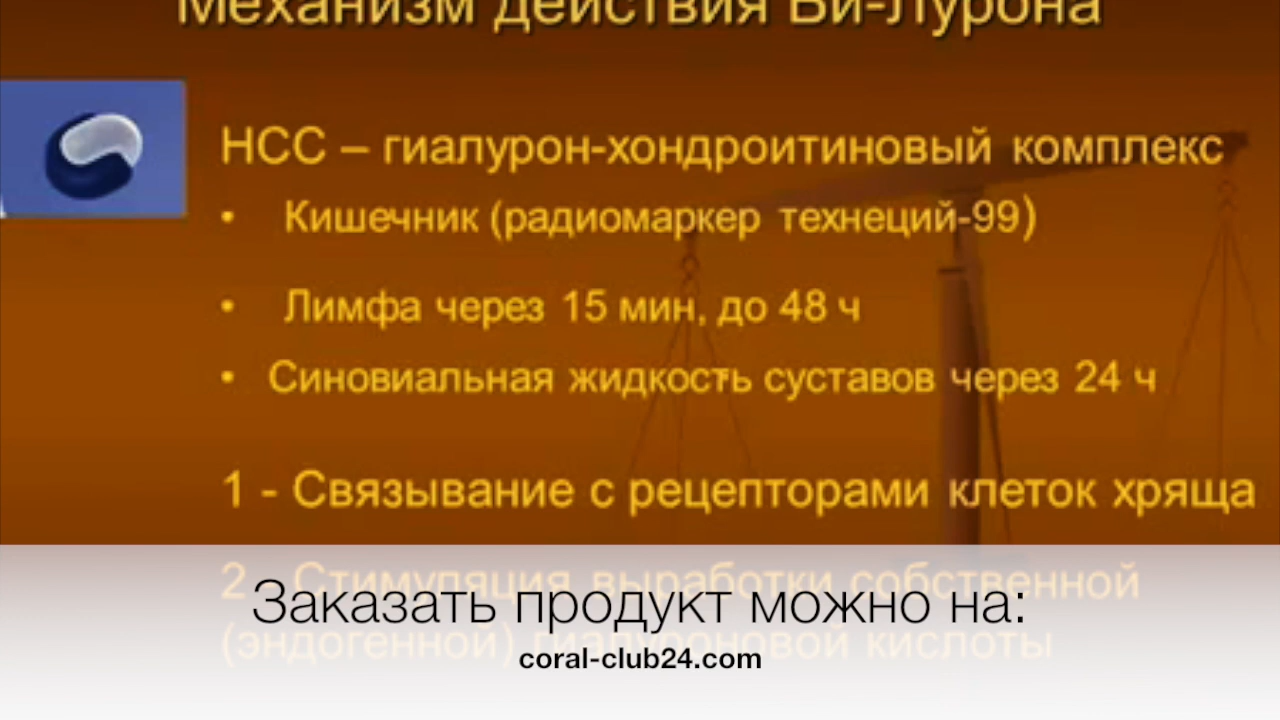 Механизм действия Би-Лурона
НСС – гиалурон-хондроитиновый комплекс
• Кишечник (радиомаркер технеций-99)
• Лимфа через 15 мин, до 48 ч
• Синовиальная жидкость суставов через 24 ч
1 - Связывание с рецепторами клеток хряща
2 - Стимуляция выработки собственной
(эндогенной) гиалуроновой кислоты
Заказать продукт можно на:
coral-club24.com